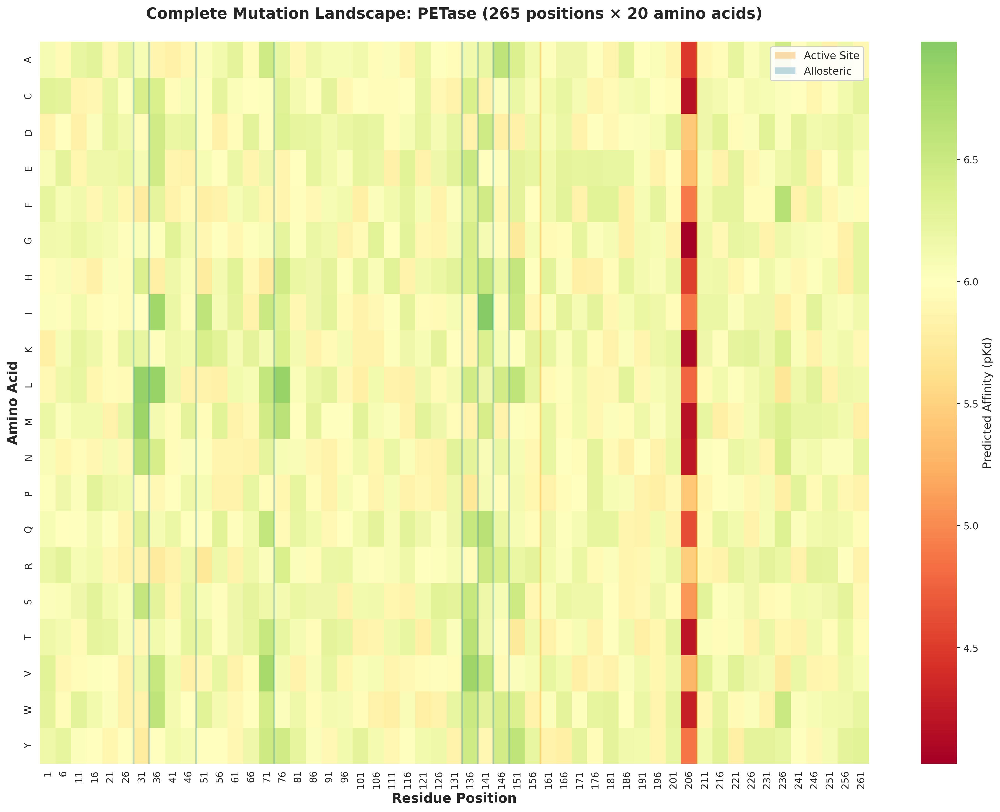 Complete Mutation Landscape: PETase (265 positions × 20 amino acids)
Active Site
Allosteric
Amino Acid
A
C
D
E
F
G
H
I
K
L
M
N
P
Q
R
S
T
V
W
Y
1 6 11 16 21 26 31 36 41 46 51 56 61 66 71 76 81 86 91 96 101 106 111 116 121 126 131 136 141 146 151 156 161 166 171 176 181 186 191 196 201 206 211 216 221 226 231 236 241 246 251 256 261
Residue Position
6.5
6.0
5.5
5.0
4.5
Predicted Affinity (pKd)